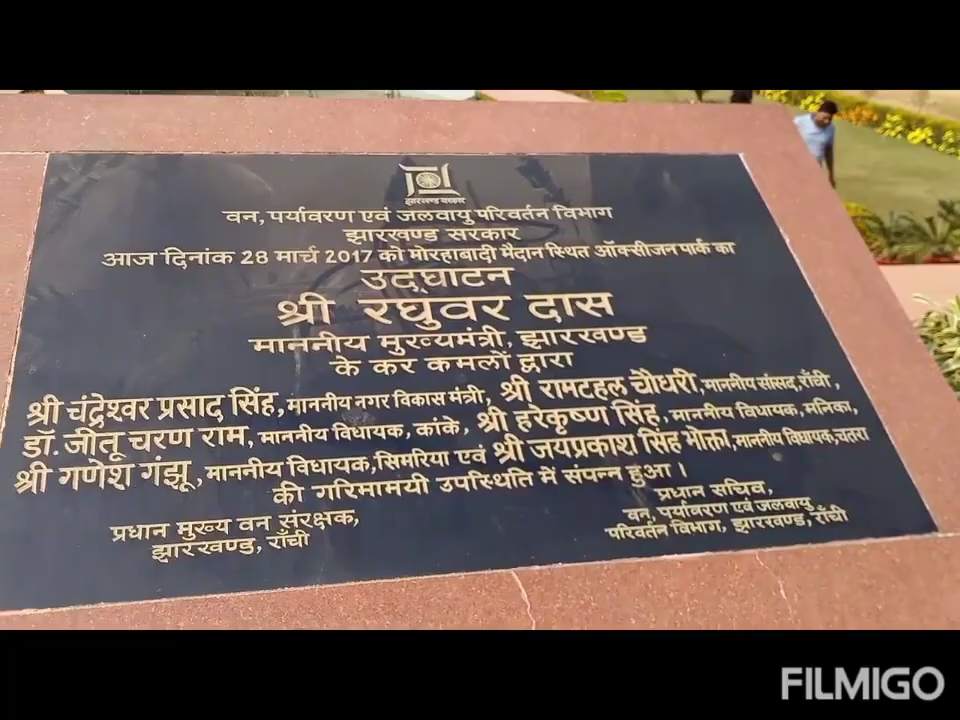 झारखण्ड सरकार
वन, पर्यावरण एवं जलवायु परिवर्तन विभाग
झारखण्ड सरकार
आज दिनांक 28 मार्च 2017 को मोरहाबादी मैदान स्थित ऑक्सीजन पार्क का
उद्घाटन
श्री रघुवर दास
माननीय मुख्यमंत्री, झारखण्ड
के कर कमलों द्वारा
श्री चंद्रेश्वर प्रसाद सिंह, माननीय नगर विकास मंत्री, श्री रामटहल चौधरी, माननीय सांसद, राँची,
डॉ. जीतू चरण राम, माननीय विधायक, कांके, श्री हरेकृष्ण सिंह, माननीय विधायक, मनिका,
श्री गणेश गंझू, माननीय विधायक, सिमरिया एवं श्री जयप्रकाश सिंह भोक्ता, माननीय विधायक, चतरा
की गरिमामयी उपस्थिति में संपन्न हुआ।
प्रधान मुख्य वन संरक्षक,
झारखण्ड, राँची
प्रधान सचिव,
वन, पर्यावरण एवं जलवायु
परिवर्तन विभाग, झारखण्ड, राँची
FILMIGO